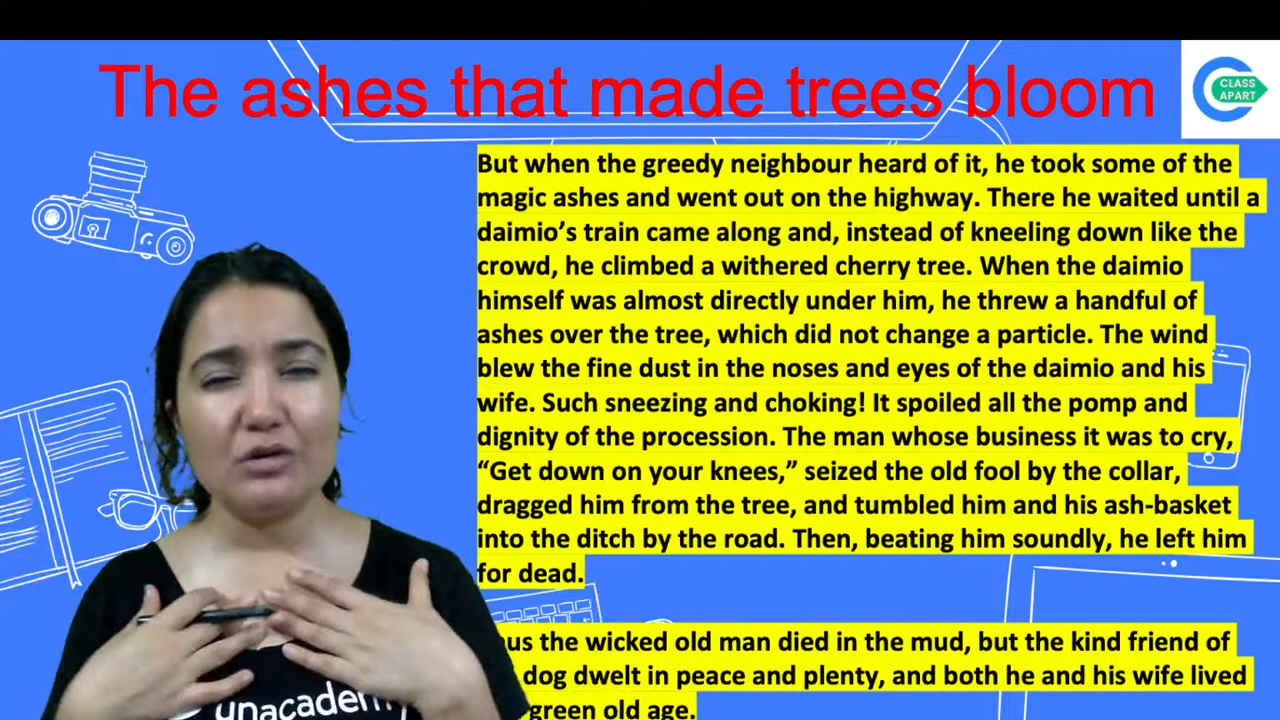 The ashes that made trees bloom
CLASS
APART
But when the greedy neighbour heard of it, he took some of the
magic ashes and went out on the highway. There he waited until a
daimio’s train came along and, instead of kneeling down like the
crowd, he climbed a withered cherry tree. When the daimio
himself was almost directly under him, he threw a handful of
ashes over the tree, which did not change a particle. The wind
blew the fine dust in the noses and eyes of the daimio and his
wife. Such sneezing and choking! It spoiled all the pomp and
dignity of the procession. The man whose business it was to cry,
“Get down on your knees,” seized the old fool by the collar,
dragged him from the tree, and tumbled him and his ash-basket
into the ditch by the road. Then, beating him soundly, he left him
for dead.
the wicked old man died in the mud, but the kind friend of
dog dwelt in peace and plenty, and both he and his wife lived
green old age.